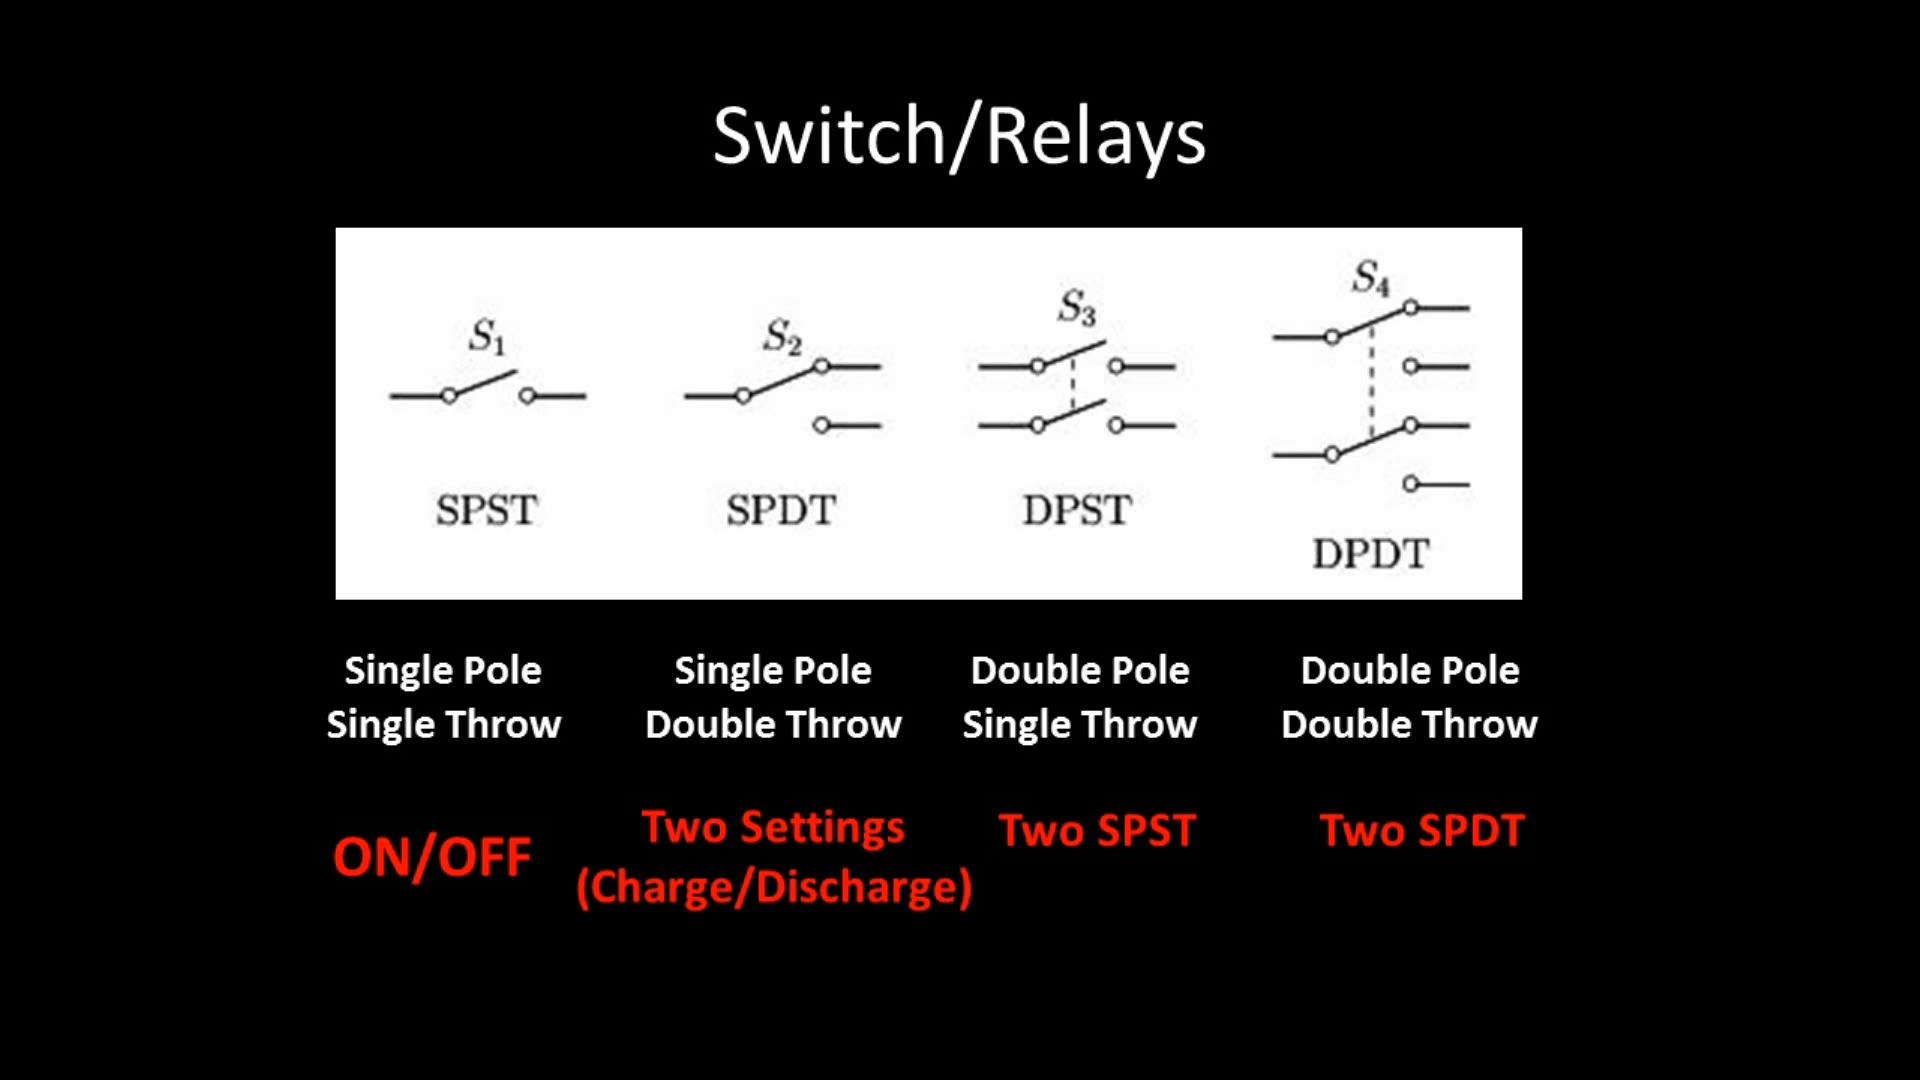 Switch/Relays
S₁
S₂
S₃
S₄
SPST
SPDT
DPST
DPDT
Single Pole
Single Throw
Single Pole
Double Throw
Double Pole
Single Throw
Double Pole
Double Throw
ON/OFF
Two Settings
(Charge/Discharge)
Two SPST
Two SPDT